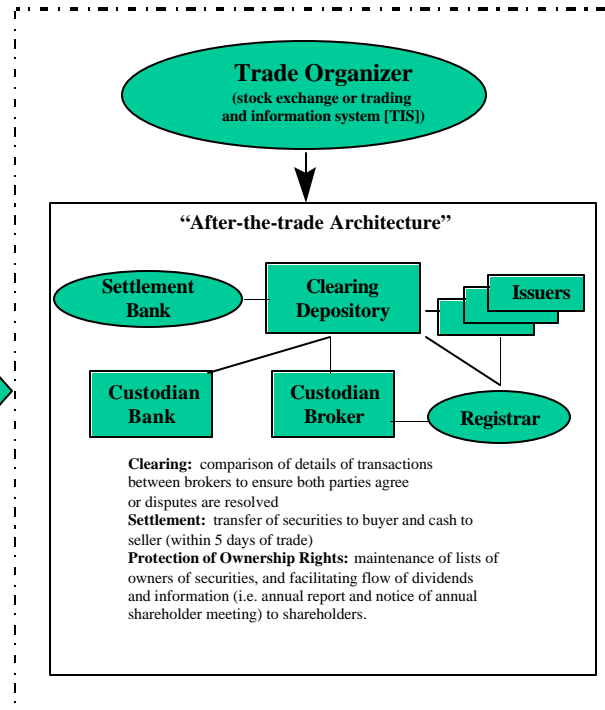 Trade Organizer
(stock exchange or trading
and information system [TIS])
“After-the-trade Architecture”
Settlement
Bank
Clearing
Depository
Issuers
Custodian
Bank
Custodian
Broker
Registrar
Clearing: comparison of details of transactions
between brokers to ensure both parties agree
or disputes are resolved
Settlement: transfer of securities to buyer and cash to
seller (within 5 days of trade)
Protection of Ownership Rights: maintenance of lists of
owners of securities, and facilitating flow of dividends
and information (i.e. annual report and notice of annual
shareholder meeting) to shareholders.